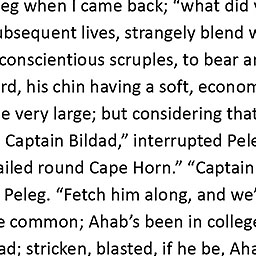 eg when I came back; “what did
ubsequent lives, strangely blend
conscientious scruples, to bear
rd, his chin having a soft, econom
e very large; but considering that
Captain Bildad,” interrupted Pele
ailed round Cape Horn.” “Captain
Peleg. “Fetch him along, and we’
e common; Ahab’s been in college
ad; stricken, blasted, if he be, Aha